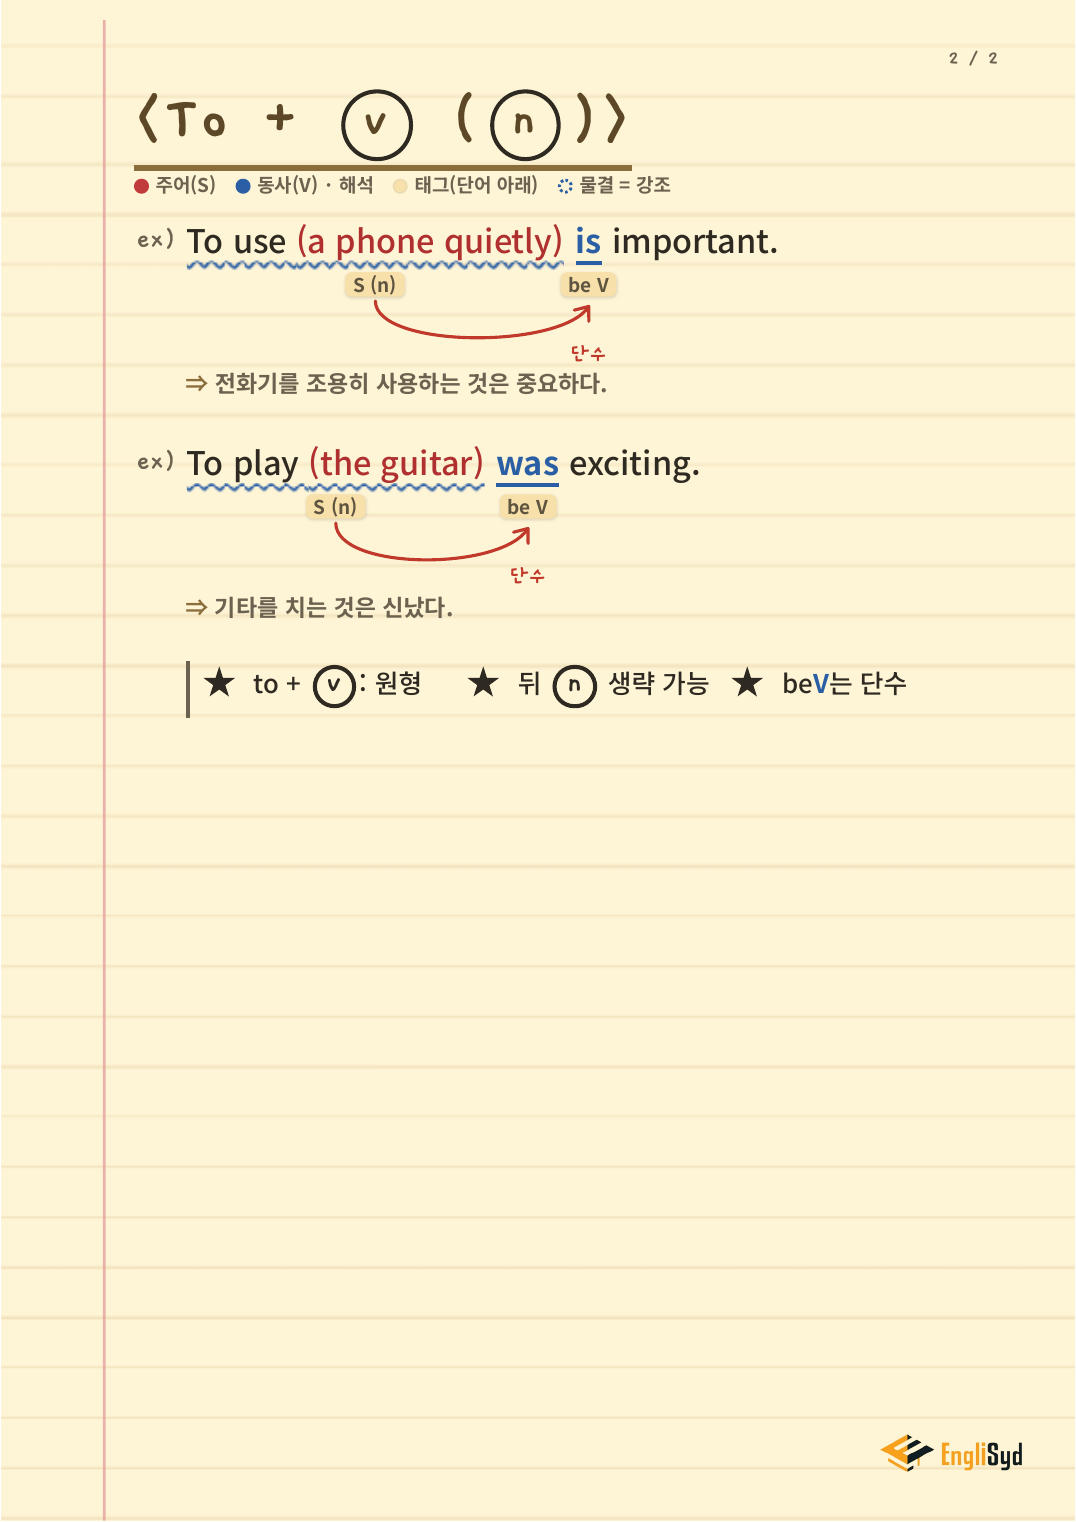 2 / 2
⟨To + ⓥ (ⓝ)⟩
주어(S) 동사(V) · 해석 태그(단어 아래) 물결 = 강조
ex) To use (a phone quietly) is important.
S (n) be V
단수
⇒ 전화기를 조용히 사용하는 것은 중요하다.
ex) To play (the guitar) was exciting.
S (n) be V
단수
⇒ 기타를 치는 것은 신났다.
★ to + ⓥ: 원형 ★ 뒤 ⓝ 생략 가능 ★ beV는 단수
EngliSyd